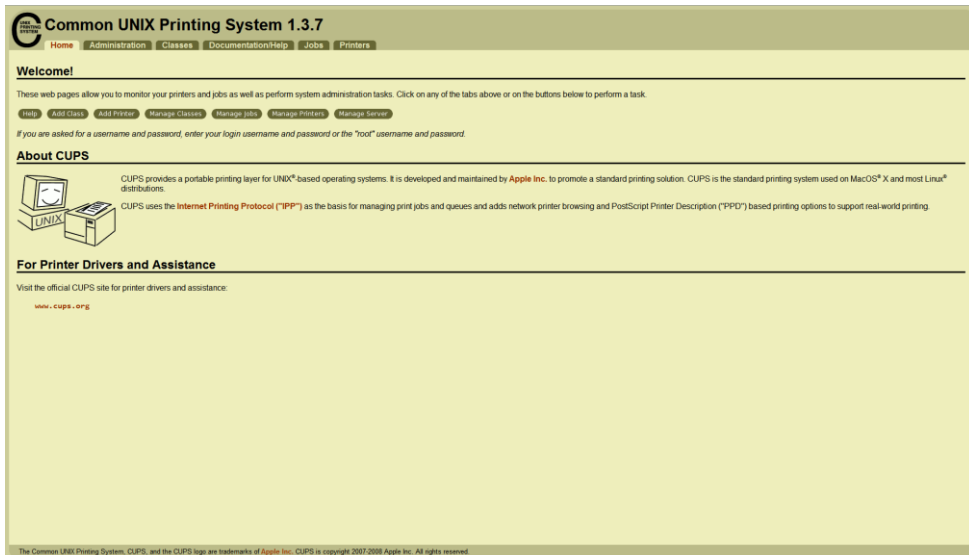 UNIX
PRINTING
SYSTEM
Common UNIX Printing System 1.3.7
Home Administration Classes Documentation/Help Jobs Printers
Welcome!
These web pages allow you to monitor your printers and jobs as well as perform system administration tasks. Click on any of the tabs above or on the buttons below to perform a task.
Help Add Class Add Printer Manage Classes Manage Jobs Manage Printers Manage Server
If you are asked for a username and password, enter your login username and password or the "root" username and password.
About CUPS
CUPS provides a portable printing layer for UNIX®-based operating systems. It is developed and maintained by Apple Inc. to promote a standard printing solution. CUPS is the standard printing system used on MacOS® X and most Linux®
distributions.
CUPS uses the Internet Printing Protocol ("IPP") as the basis for managing print jobs and queues and adds network printer browsing and PostScript Printer Description ("PPD") based printing options to support real-world printing.
UNIX
For Printer Drivers and Assistance
Visit the official CUPS site for printer drivers and assistance:
www.cups.org
The Common UNIX Printing System, CUPS, and the CUPS logo are trademarks of Apple Inc. CUPS is copyright 2007-2008 Apple Inc. All rights reserved.